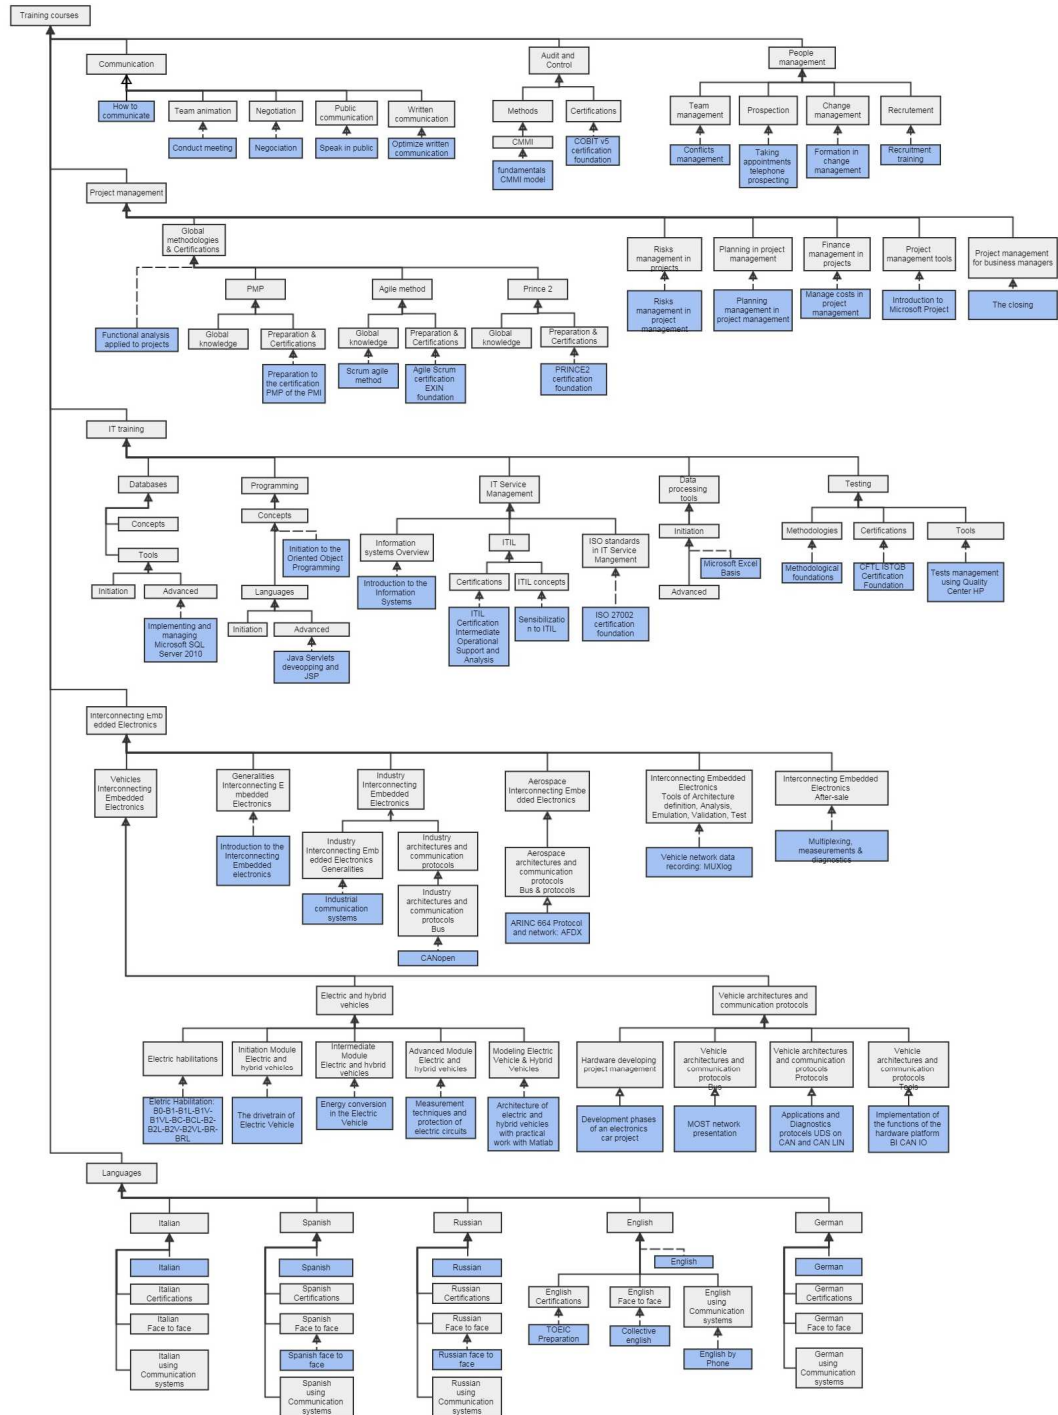 Training courses
Communication
Audit and
Control
People
management
How to
communicate
Team animation
Negotiation
Public
communication
Written
communication
Methods
Certifications
Team
management
Prospection
Change
management
Recrutement
Conduct meeting
Negociation
Speak in public
Optimize written
communication
CMMI
COBIT v5
certification
foundation
Conflicts
management
Taking
appointments
telephone
prospecting
Formation in
change
management
Recruitment
training
fundamentals
CMMI model
Project management
Global
methodologies
& Certifications
Risks
management in
projects
Planning in project
management
Finance
management
in projects
Project
management tools
Project management
for business managers
PMP
Agile method
Prince 2
Risks
management in
project
management
Planning
management in
project management
Manage costs in
project
management
Introduction to
Microsoft Project
The closing
Functional analysis
applied to projects
Global
knowledge
Preparation &
Certifications
Global
knowledge
Preparation &
Certifications
Global
knowledge
Preparation &
Certifications
Preparation to
the certification
PMP of the PMI
Scrum agile
method
Agile Scrum
certification
EXIN
foundation
PRINCE2
certification
foundation
IT training
Databases
Programming
IT Service
Management
Data
processing
tools
Testing
Concepts
Concepts
Information
systems Overview
ITIL
ISO standards
in IT Service
Mangement
Initiation
Methodologies
Certifications
Tools
Tools
Initiation to the
Oriented Object
Programming
Introduction to the
Information
Systems
Certifications
ITIL concepts
Microsoft Excel
Basis
Methodological
foundations
CFTL ISTQB
Certification
Foundation
Tests management
using Quality
Center HP
Initiation
Advanced
Languages
Advanced
Implementing and
managing
Microsoft SQL
Server 2010
Initiation
Advanced
ITIL
Certification
Intermediate
Operational
Support and
Analysis
Sensibilizatio
n to ITIL
ISO 27002
certification
foundation
Java Servlets
deveopping and
JSP
Interconnecting Emb
edded Electronics
Vehicles
Interconnecting
Embedded
Electronics
Generalities
Interconnecting E
mbedded
Electronics
Industry
Interconnecting
Embedded
Electronics
Aerospace
Interconnecting Embe
dded Electronics
Interconnecting Embedded
Electronics
Tools of Architecture
definition, Analysis,
Emulation, Validation, Test
Interconnecting Embedded
Electronics
After-sale
Introduction to the
Interconnecting
Embedded
electronics
Industry
Interconnecting Emb
edded Electronics
Generalities
Industry
architectures and
communication
protocols
Aerospace
architectures and
communication
protocols
Bus & protocols
Vehicle network data
recording: MUXlog
Multiplexing,
measurements &
diagnostics
Industrial
communication
systems
Industry
architectures and
communication
protocols
Bus
ARINC 664 Protocol
and network: AFDX
CANopen
Electric and hybrid
vehicles
Vehicle architectures and
communication protocols
Electric habilitations
Initiation Module
Electric and
hybrid vehicles
Intermediate
Module
Electric and hybrid
vehicles
Advanced Module
Electric and
hybrid vehicles
Modeling Electric
Vehicle & Hybrid
Vehicles
Hardware developing
project management
Vehicle
architectures and
communication
protocols
Bus
Vehicle architectures
and communication
protocols
Protocols
Vehicle
architectures and
communication
protocols
Tools
Eletric Habilitation:
B0-B1-B1L-B1V-
B1VL-BC-BCL-B2-
B2L-B2V-B2VL-BR-
BRL
The drivetrain of
Electric Vehicle
Energy conversion
in the Electric
Vehicle
Measurement
techniques and
protection of
electric circuits
Architecture of
electric and
hybrid vehicles
with practical
work with Matlab
Development phases
of an electronics
car project
MOST network
presentation
Applications and
Diagnostics
protocels UDS on
CAN and CAN LIN
Implementation of
the functions of the
hardware platform
BI CAN IO
Languages
Italian
Spanish
Russian
English
German
Italian
Spanish
Russian
English
German
Italian
Certifications
Spanish
Certifications
Russian
Certifications
English
Certifications
English
Face to face
English
using
Communication
systems
German
Certifications
Italian
Face to face
Spanish
Face to face
Russian
Face to face
TOEIC
Preparation
Collective
english
German
Face to face
Italian
using
Communication
systems
Spanish face to
face
Russian face to
face
English by
Phone
German using
Communication
systems
Spanish
using
Communication
systems
Russian
using
Communication
systems